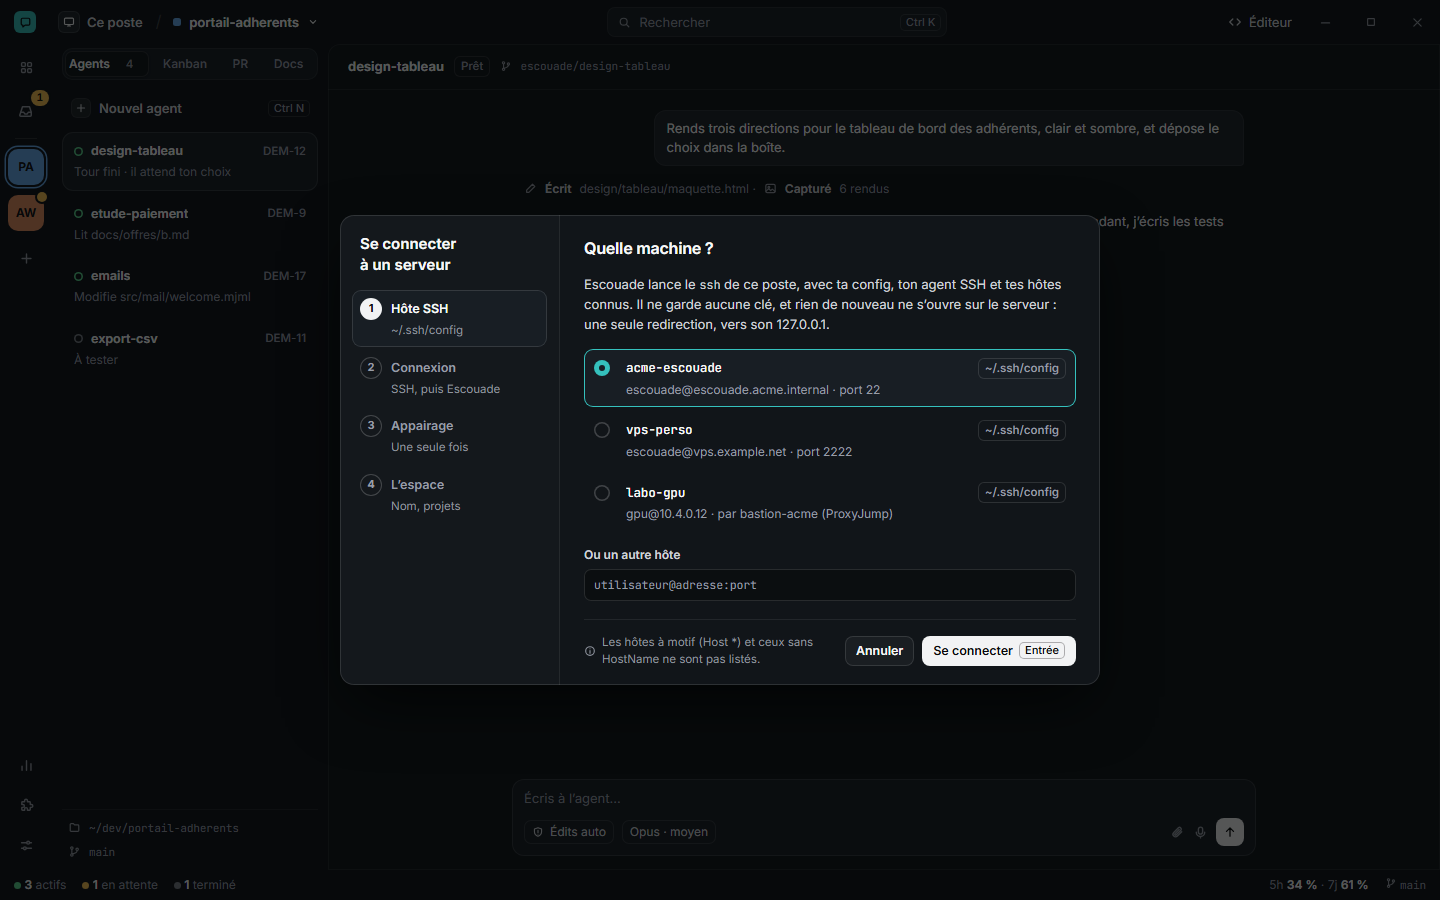 Ce poste / portail-adherents
Rechercher Ctrl K
Éditeur
Agents 4 Kanban PR Docs
1
Nouvel agent Ctrl N
PA
AW
design-tableau DEM-12
Tour fini · il attend ton choix
etude-paiement DEM-9
Lit docs/offres/b.md
emails DEM-17
Modifie src/mail/welcome.mjml
export-csv DEM-11
À tester
~/dev/portail-adherents
main
design-tableau Prêt escouade/design-tableau
Rends trois directions pour le tableau de bord des adhérents, clair et sombre, et dépose le
choix dans la boîte.
Écrit design/tableau/maquette.html · Capturé 6 rendus
dant, j’écris les tests
Se connecter
à un serveur
1 Hôte SSH
~/.ssh/config
2 Connexion
SSH, puis Escouade
3 Appairage
Une seule fois
4 L’espace
Nom, projets
Quelle machine ?
Escouade lance le ssh de ce poste, avec ta config, ton agent SSH et tes hôtes
connus. Il ne garde aucune clé, et rien de nouveau ne s’ouvre sur le serveur :
une seule redirection, vers son 127.0.0.1.
acme-escouade ~/.ssh/config
escouade@escouade.acme.internal · port 22
vps-perso ~/.ssh/config
escouade@vps.example.net · port 2222
labo-gpu ~/.ssh/config
gpu@10.4.0.12 · par bastion-acme (ProxyJump)
Ou un autre hôte
utilisateur@adresse:port
Les hôtes à motif (Host *) et ceux sans
HostName ne sont pas listés.
Annuler
Se connecter Entrée
Écris à l’agent…
Édits auto Opus · moyen
3 actifs 1 en attente 1 terminé
5h 34 % · 7j 61 % main